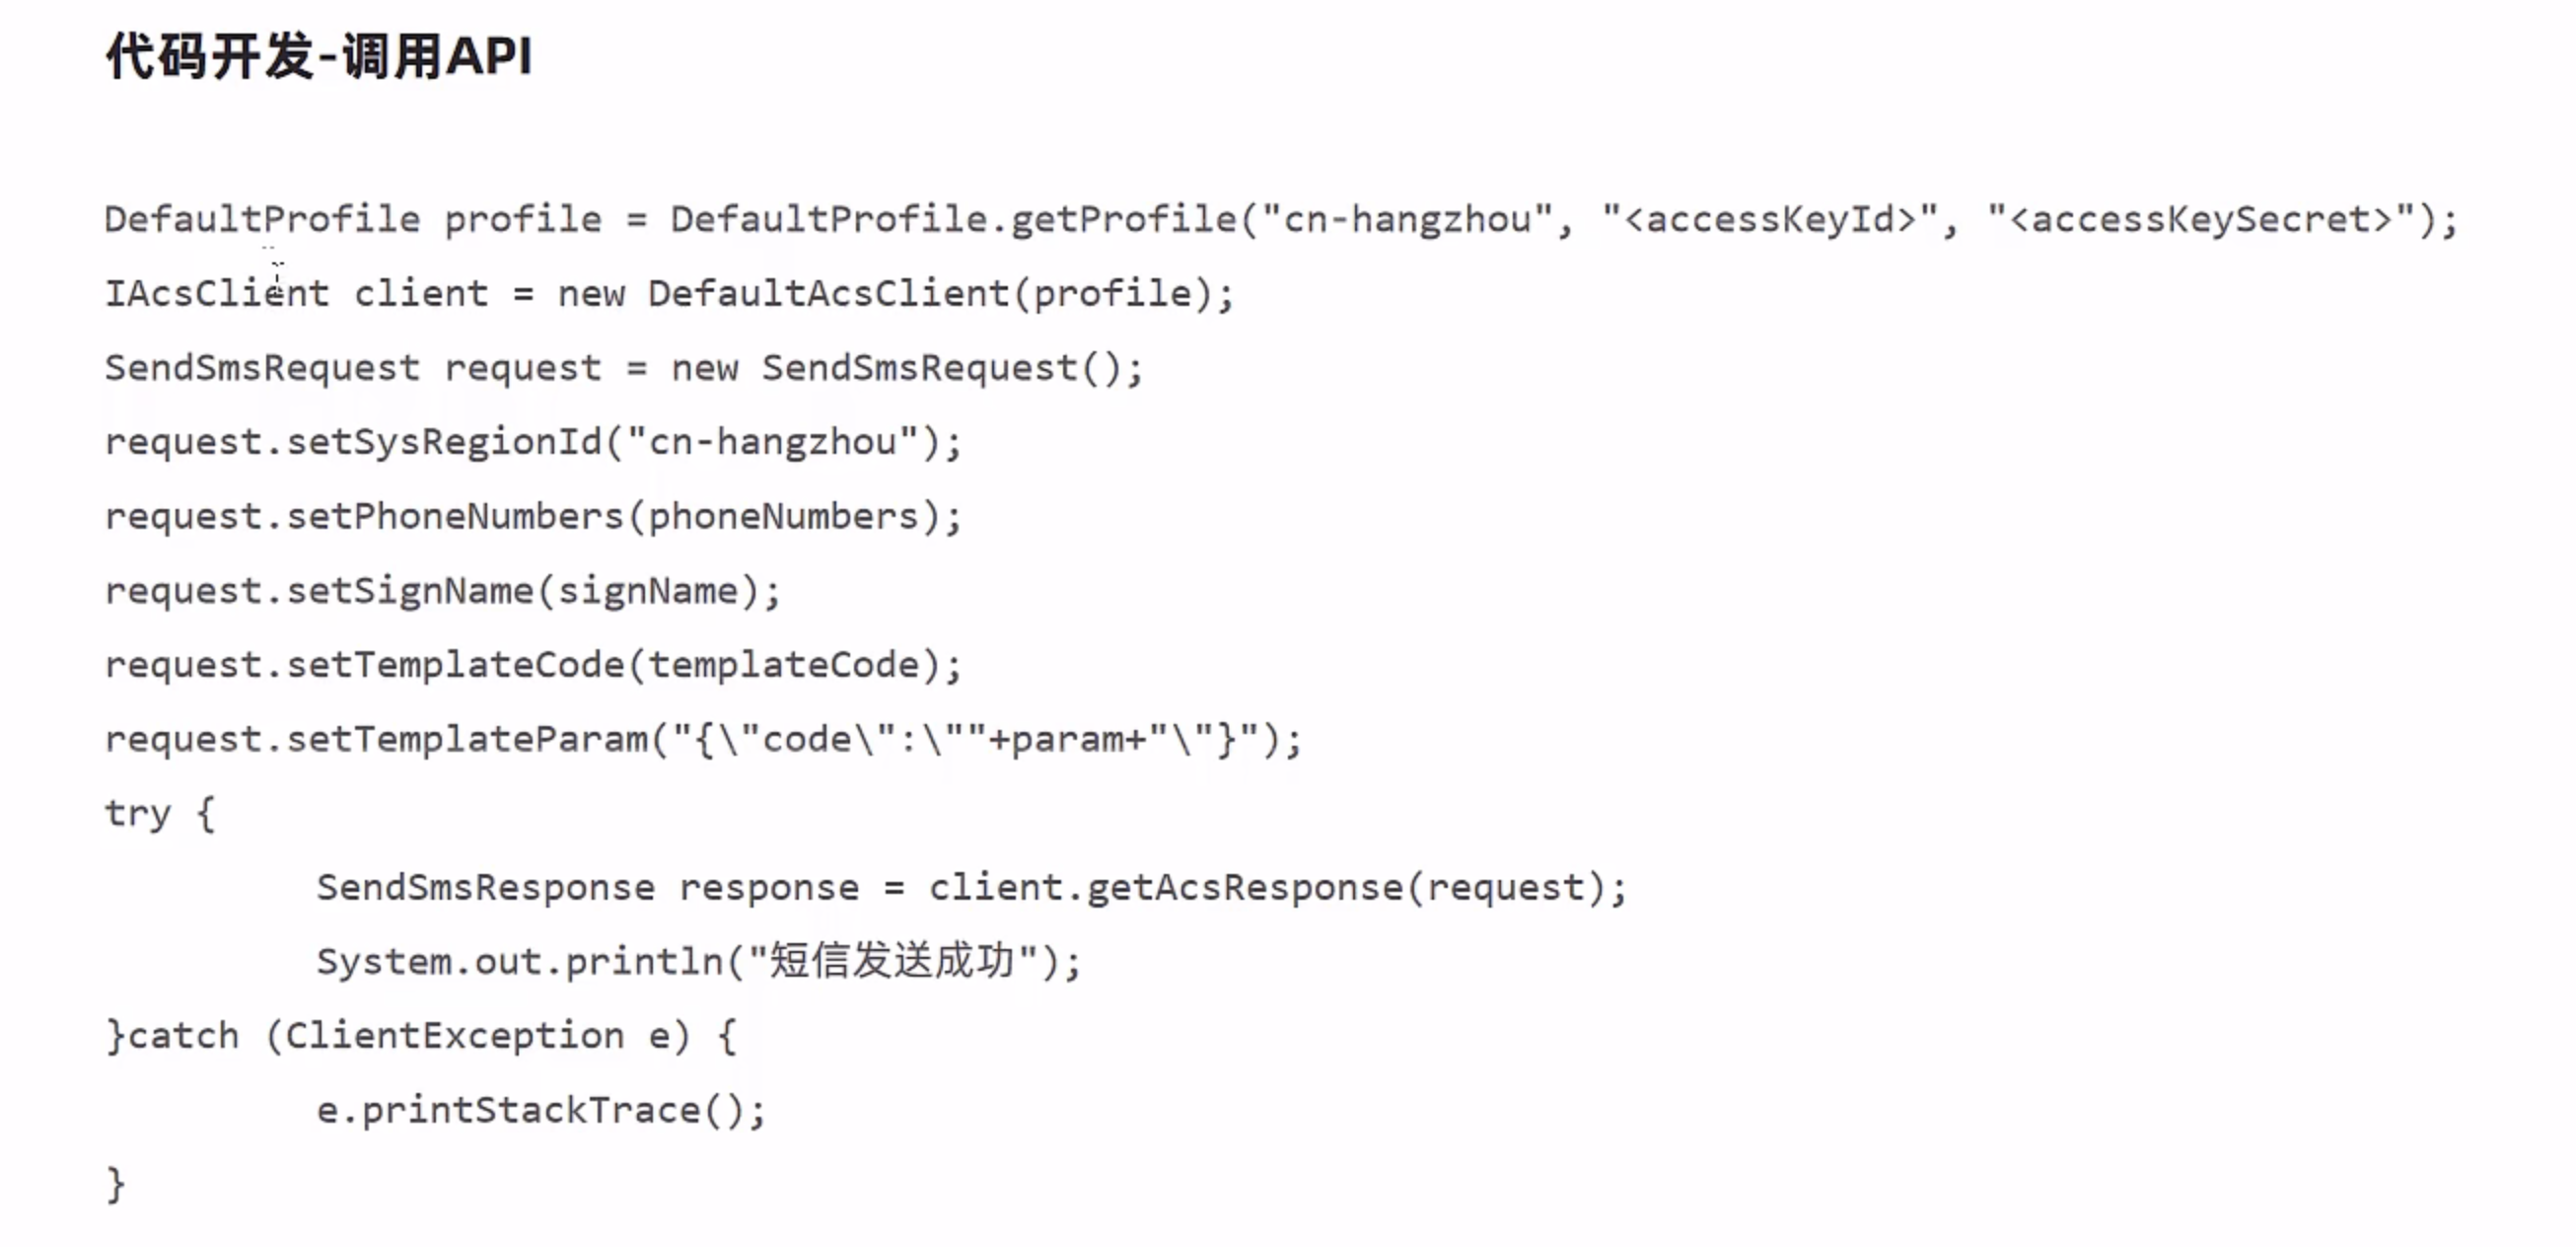 代码开发-调用API
DefaultProfile profile = DefaultProfile.getProfile("cn-hangzhou", "<accessKeyId>", "<accessKeySecret>");
IAcsClient client = new DefaultAcsClient(profile);
SendSmsRequest request = new SendSmsRequest();
request.setSysRegionId("cn-hangzhou");
request.setPhoneNumbers(phoneNumbers);
request.setSignName(signName);
request.setTemplateCode(templateCode);
request.setTemplateParam("{\"code\":\""+param+"\"}");
try {
        SendSmsResponse response = client.getAcsResponse(request);
        System.out.println("短信发送成功");
}catch (ClientException e) {
        e.printStackTrace();
}